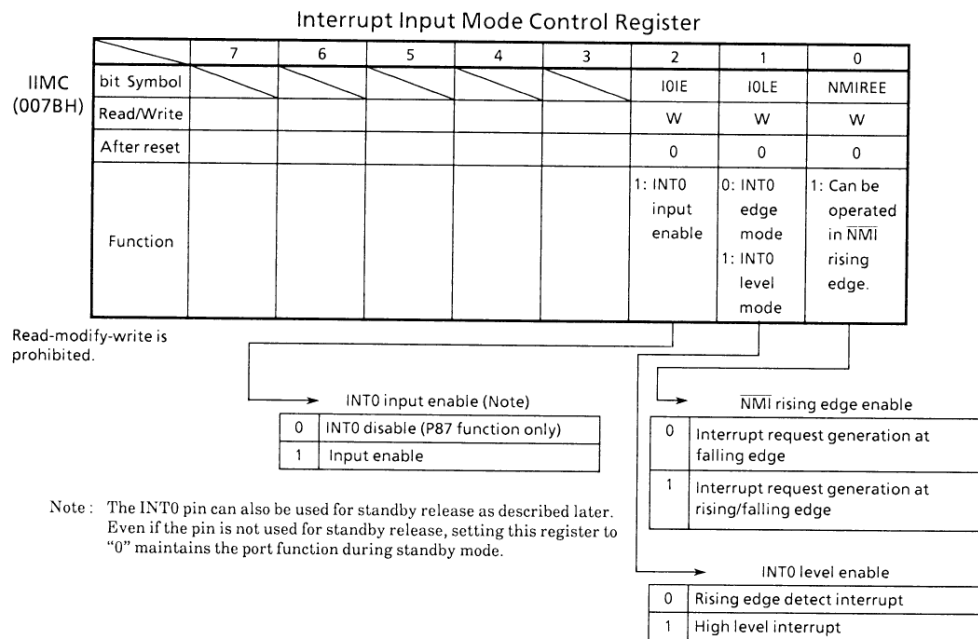 Interrupt Input Mode Control Register
7 6 5 4 3 2 1 0
IIMC
(007BH)
bit Symbol I0IE I0LE NMIREE
Read/Write W W W
After reset 0 0 0
Function
1: INT0
input
enable
0: INT0
edge
mode
1: INT0
level
mode
1: Can be
operated
in NMI
rising
edge.
Read-modify-write is
prohibited.
INT0 input enable (Note)
0 INT0 disable (P87 function only)
1 Input enable
NMI rising edge enable
0 Interrupt request generation at
falling edge
1 Interrupt request generation at
rising/falling edge
Note : The INT0 pin can also be used for standby release as described later.
Even if the pin is not used for standby release, setting this register to
“0” maintains the port function during standby mode.
INT0 level enable
0 Rising edge detect interrupt
1 High level interrupt